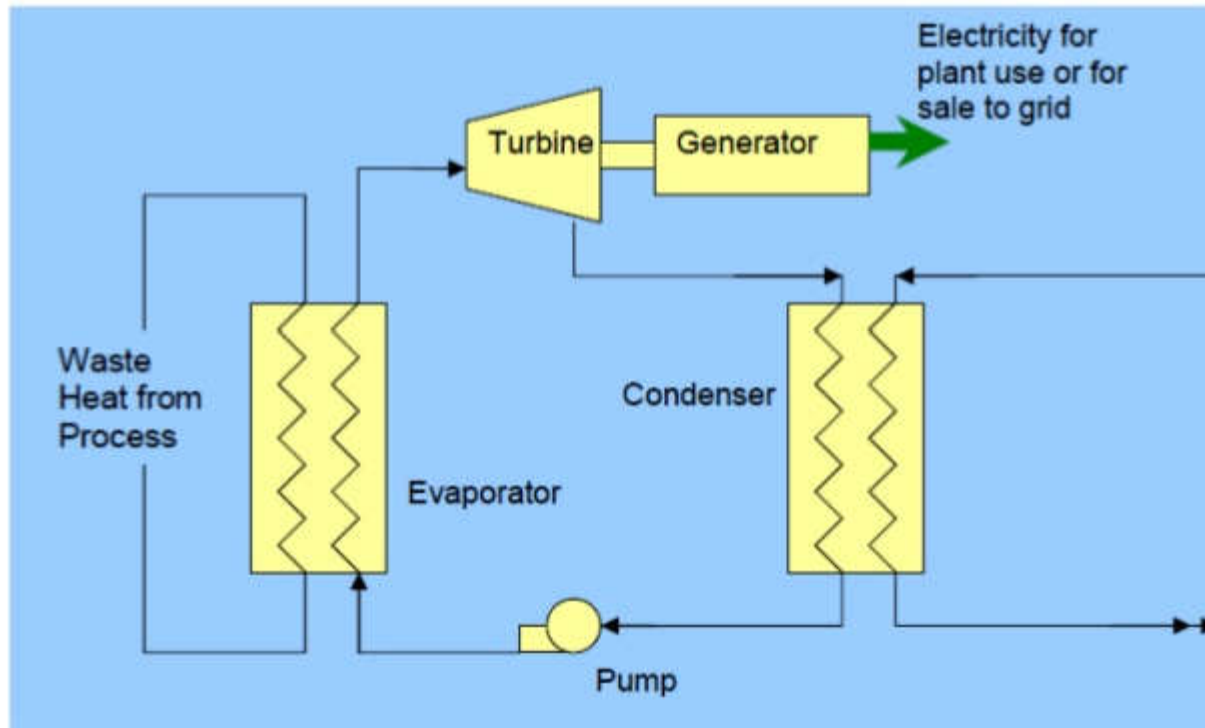 Electricity for
plant use or for
sale to grid
Turbine
Generator
Waste
Heat from
Process
Condenser
Evaporator
Pump